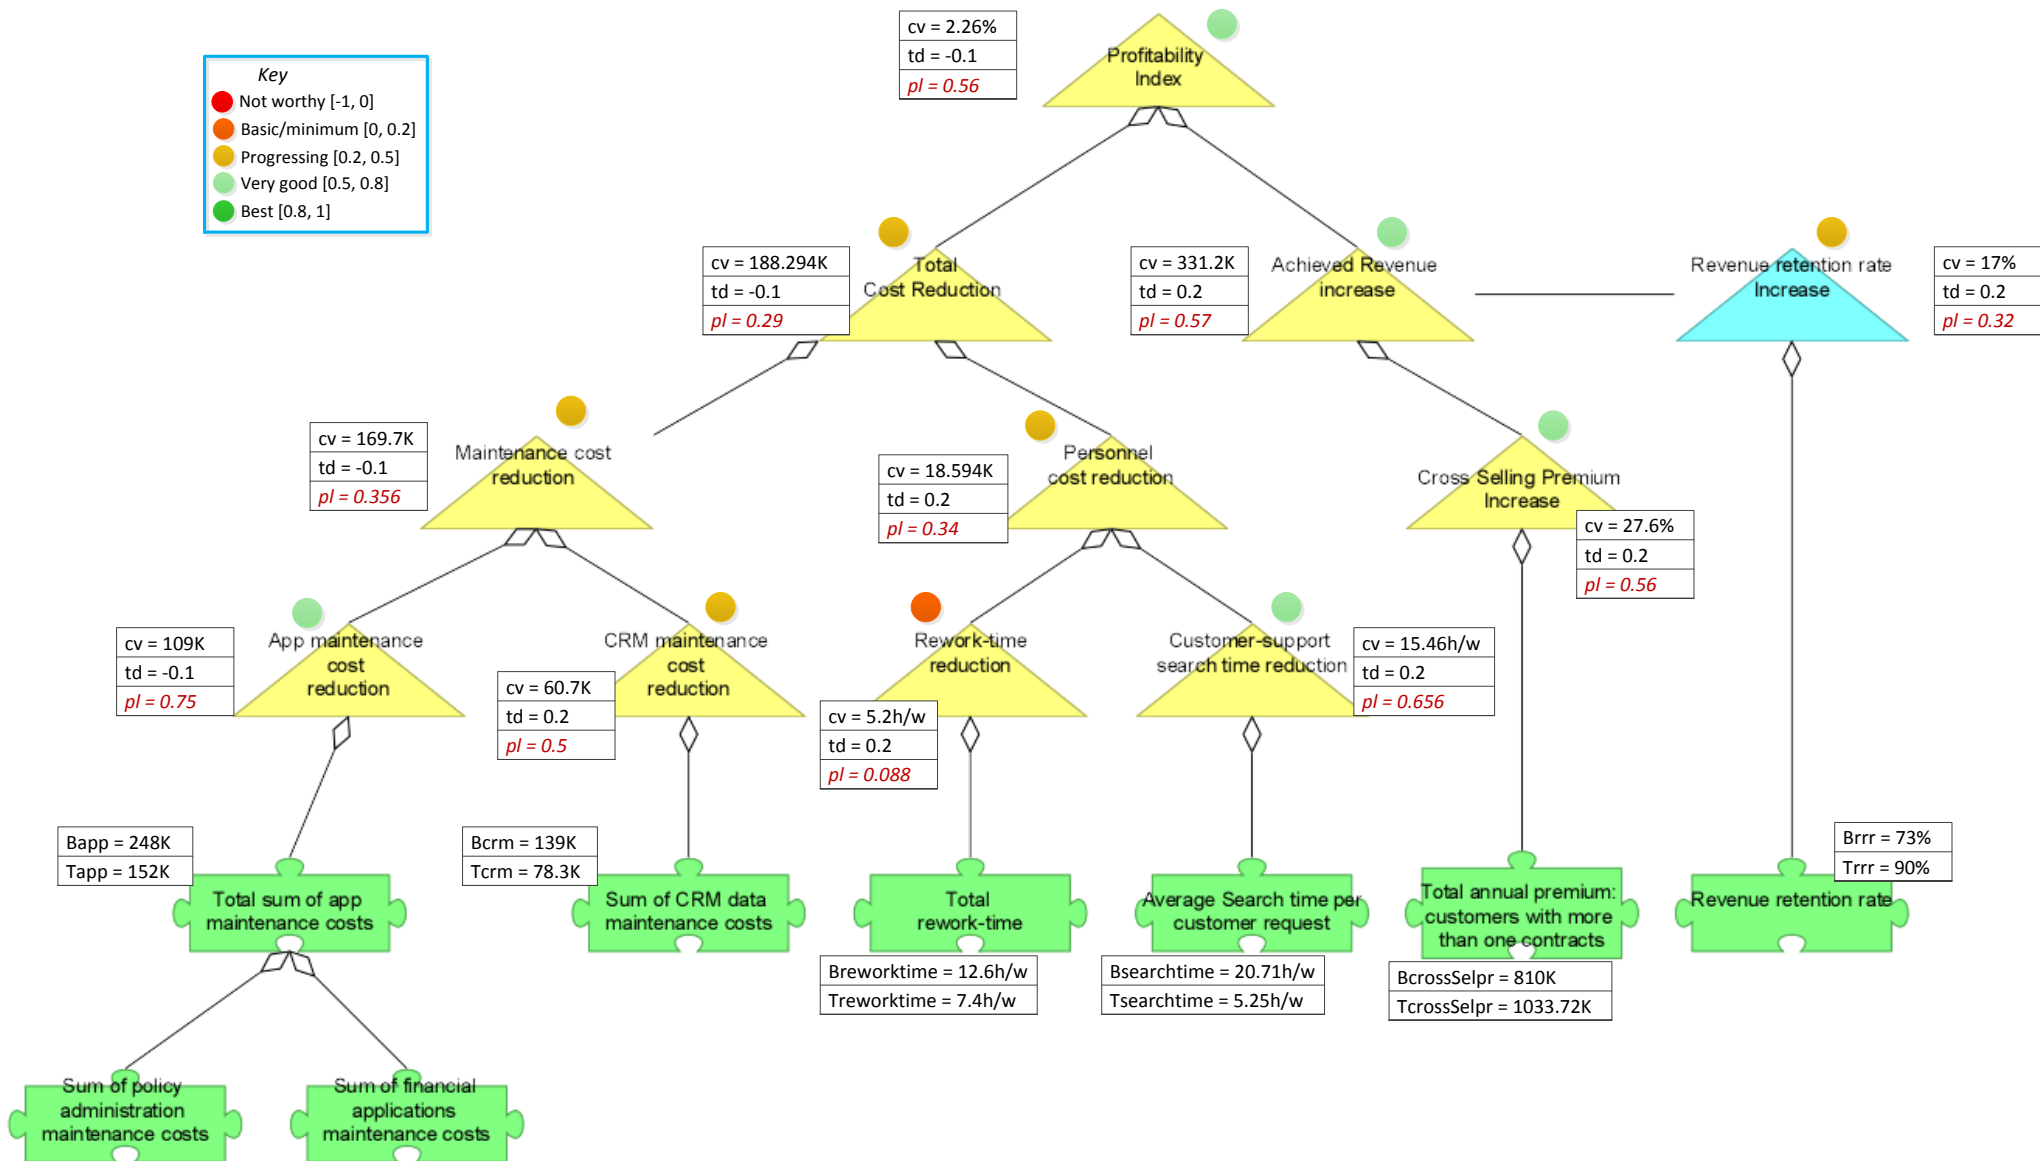 cv = 2.26%
td = -0.1
pl = 0.56
Profitability
Index
Key
Not worthy [-1, 0]
Basic/minimum [0, 0.2]
Progressing [0.2, 0.5]
Very good [0.5, 0.8]
Best [0.8, 1]
cv = 188.294K
td = -0.1
pl = 0.29
Total
Cost Reduction
cv = 331.2K
td = 0.2
pl = 0.57
Achieved Revenue
increase
Revenue retention rate
Increase
cv = 17%
td = 0.2
pl = 0.32
cv = 169.7K
td = -0.1
pl = 0.356
Maintenance cost
reduction
cv = 18.594K
td = 0.2
pl = 0.34
Personnel
cost reduction
Cross Selling Premium
Increase
cv = 27.6%
td = 0.2
pl = 0.56
cv = 109K
td = -0.1
pl = 0.75
App maintenance
cost
reduction
cv = 60.7K
td = 0.2
pl = 0.5
CRM maintenance
cost
reduction
cv = 5.2h/w
td = 0.2
pl = 0.088
Rework-time
reduction
Customer-support
search time reduction
cv = 15.46h/w
td = 0.2
pl = 0.656
Bapp = 248K
Tapp = 152K
Total sum of app
maintenance costs
Bcrm = 139K
Tcrm = 78.3K
Sum of CRM data
maintenance costs
Total
rework-time
Breworktime = 12.6h/w
Treworktime = 7.4h/w
Average Search time per
customer request
Bsearchtime = 20.71h/w
Tsearchtime = 5.25h/w
Total annual premium:
customers with more
than one contracts
BcrossSelpr = 810K
TcrossSelpr = 1033.72K
Brrr = 73%
Trrr = 90%
Revenue retention rate
Sum of policy
administration
maintenance costs
Sum of financial
applications
maintenance costs